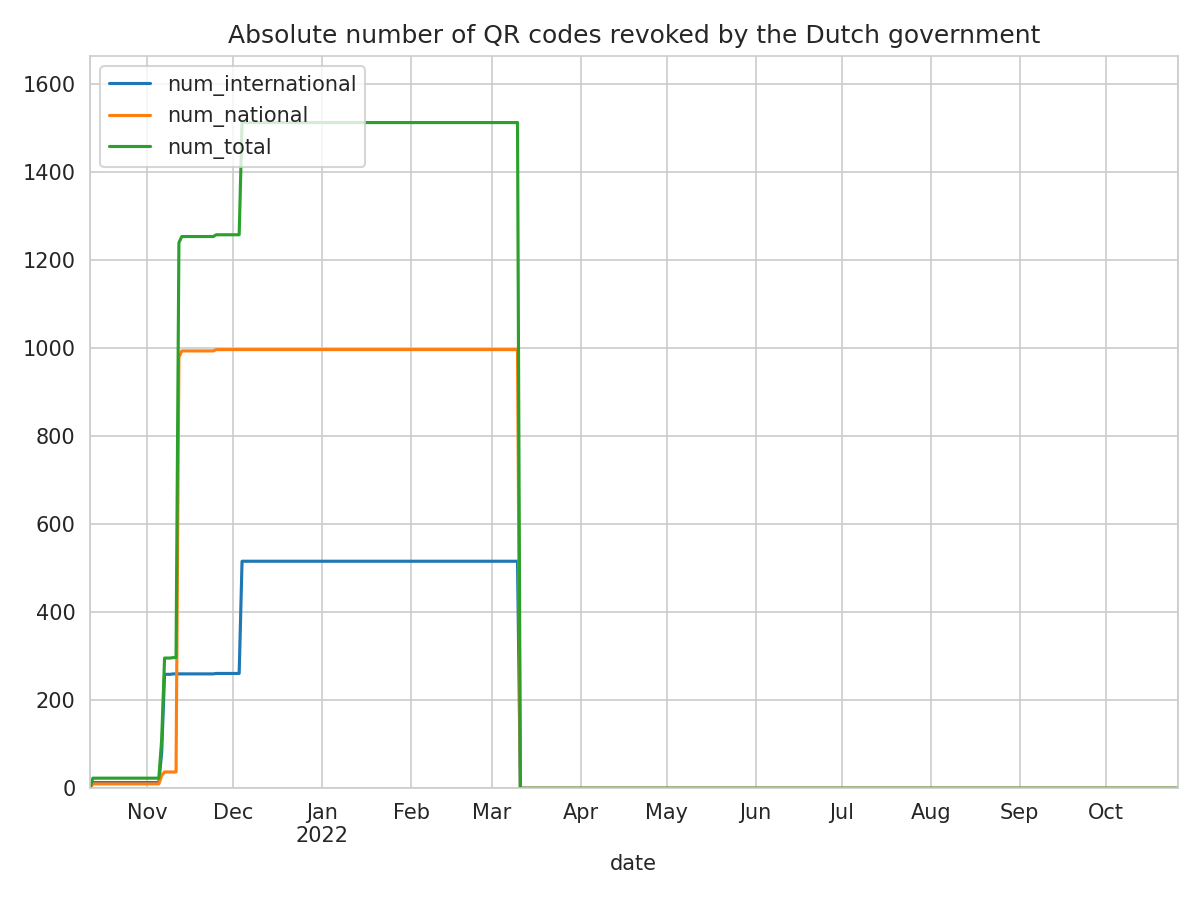 Absolute number of QR codes revoked by the Dutch government
num_international
num_national
num_total
1600
1400
1200
1000
800
600
400
200
0
Nov Dec Jan Feb Mar Apr May Jun Jul Aug Sep Oct
2022
date